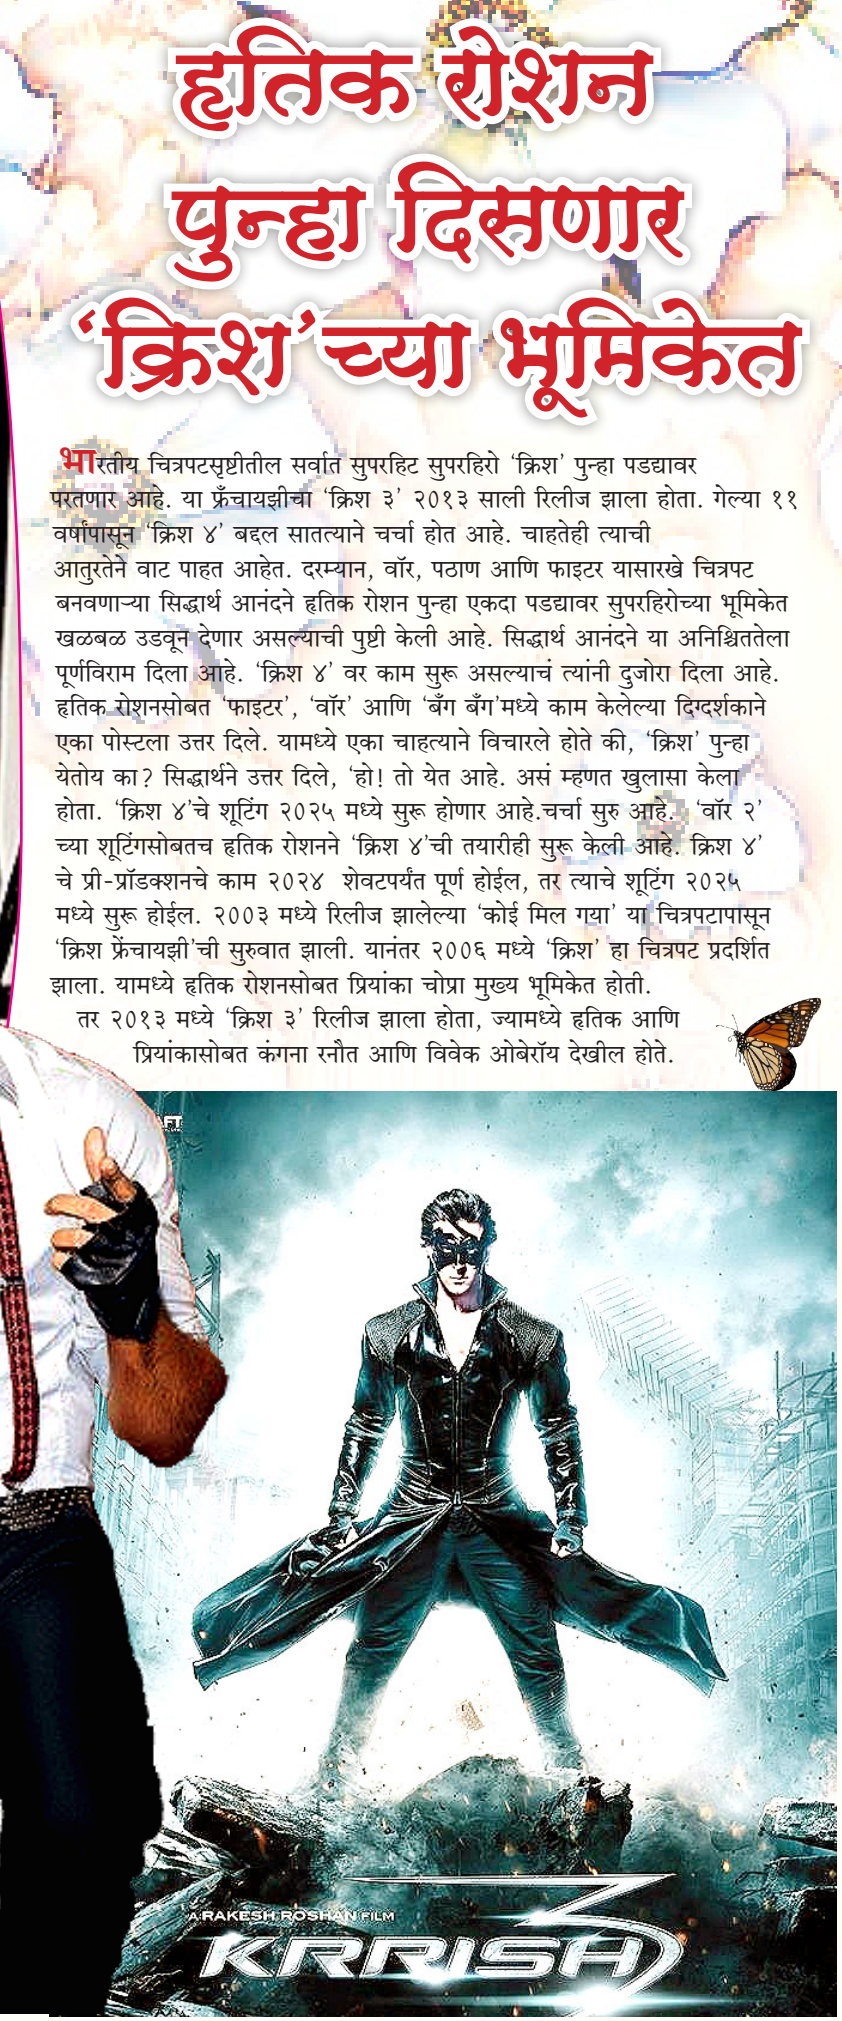 हृतिक रोशन
पुन्हा दिसणार
‘क्रिश’च्या भूमिकेत
भारतीय चित्रपटसृष्टीतील सर्वात सुपरहिट सुपरहिरो ‘क्रिश’ पुन्हा पडद्यावर
परतणार आहे. या फ्रँचायझीचा ‘क्रिश ३’ २०१३ साली रिलीज झाला होता. गेल्या ११
वर्षांपासून ‘क्रिश ४’ बद्दल सातत्याने चर्चा होत आहे. चाहतेही त्याची
आतुरतेने वाट पाहत आहेत. दरम्यान, वॉर, पठाण आणि फाइटर यासारखे चित्रपट
बनवणाऱ्या सिद्धार्थ आनंदने हृतिक रोशन पुन्हा एकदा पडद्यावर सुपरहिरोच्या भूमिकेत
खळबळ उडवून देणार असल्याची पुष्टी केली आहे. सिद्धार्थ आनंदने या अनिश्चिततेला
पूर्णविराम दिला आहे. ‘क्रिश ४’ वर काम सुरू असल्याचं त्यांनी दुजोरा दिला आहे.
हृतिक रोशनसोबत ‘फाइटर’, ‘वॉर’ आणि ‘बँग बँग’मध्ये काम केलेल्या दिग्दर्शकाने
एका पोस्टला उत्तर दिले. यामध्ये एका चाहत्याने विचारले होते की, ‘क्रिश’ पुन्हा
येतोय का? सिद्धार्थने उत्तर दिले, ‘हो! तो येत आहे. असं म्हणत खुलासा केला
होता. ‘क्रिश ४’चे शूटिंग २०२५ मध्ये सुरू होणार आहे.चर्चा सुरु आहे. ‘वॉर २’
च्या शूटिंगसोबतच हृतिक रोशनने ‘क्रिश ४’ची तयारीही सुरू केली आहे. क्रिश ४’
चे प्री-प्रॉडक्शनचे काम २०२४ शेवटपर्यंत पूर्ण होईल, तर त्याचे शूटिंग २०२५
मध्ये सुरू होईल. २००३ मध्ये रिलीज झालेल्या ‘कोई मिल गया’ या चित्रपटापासून
‘क्रिश फ्रेंचायझी’ची सुरुवात झाली. यानंतर २००६ मध्ये ‘क्रिश’ हा चित्रपट प्रदर्शित
झाला. यामध्ये हृतिक रोशनसोबत प्रियांका चोप्रा मुख्य भूमिकेत होती.
तर २०१३ मध्ये ‘क्रिश ३’ रिलीज झाला होता, ज्यामध्ये हृतिक आणि
प्रियांकासोबत कंगना रनौत आणि विवेक ओबेरॉय देखील होते.
A RAKESH ROSHAN FILM
KRRISH 3